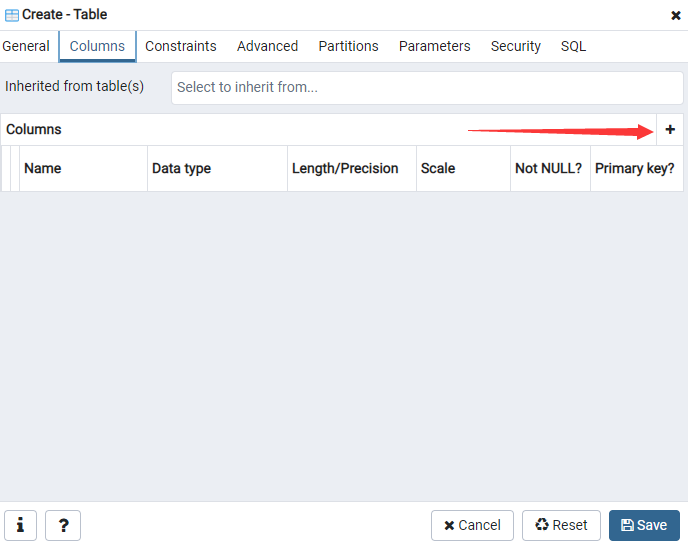 Create - Table
General Columns Constraints Advanced Partitions Parameters Security SQL
Inherited from table(s) Select to inherit from...
Columns +
Name Data type Length/Precision Scale Not NULL? Primary key?
i ? Cancel Reset Save